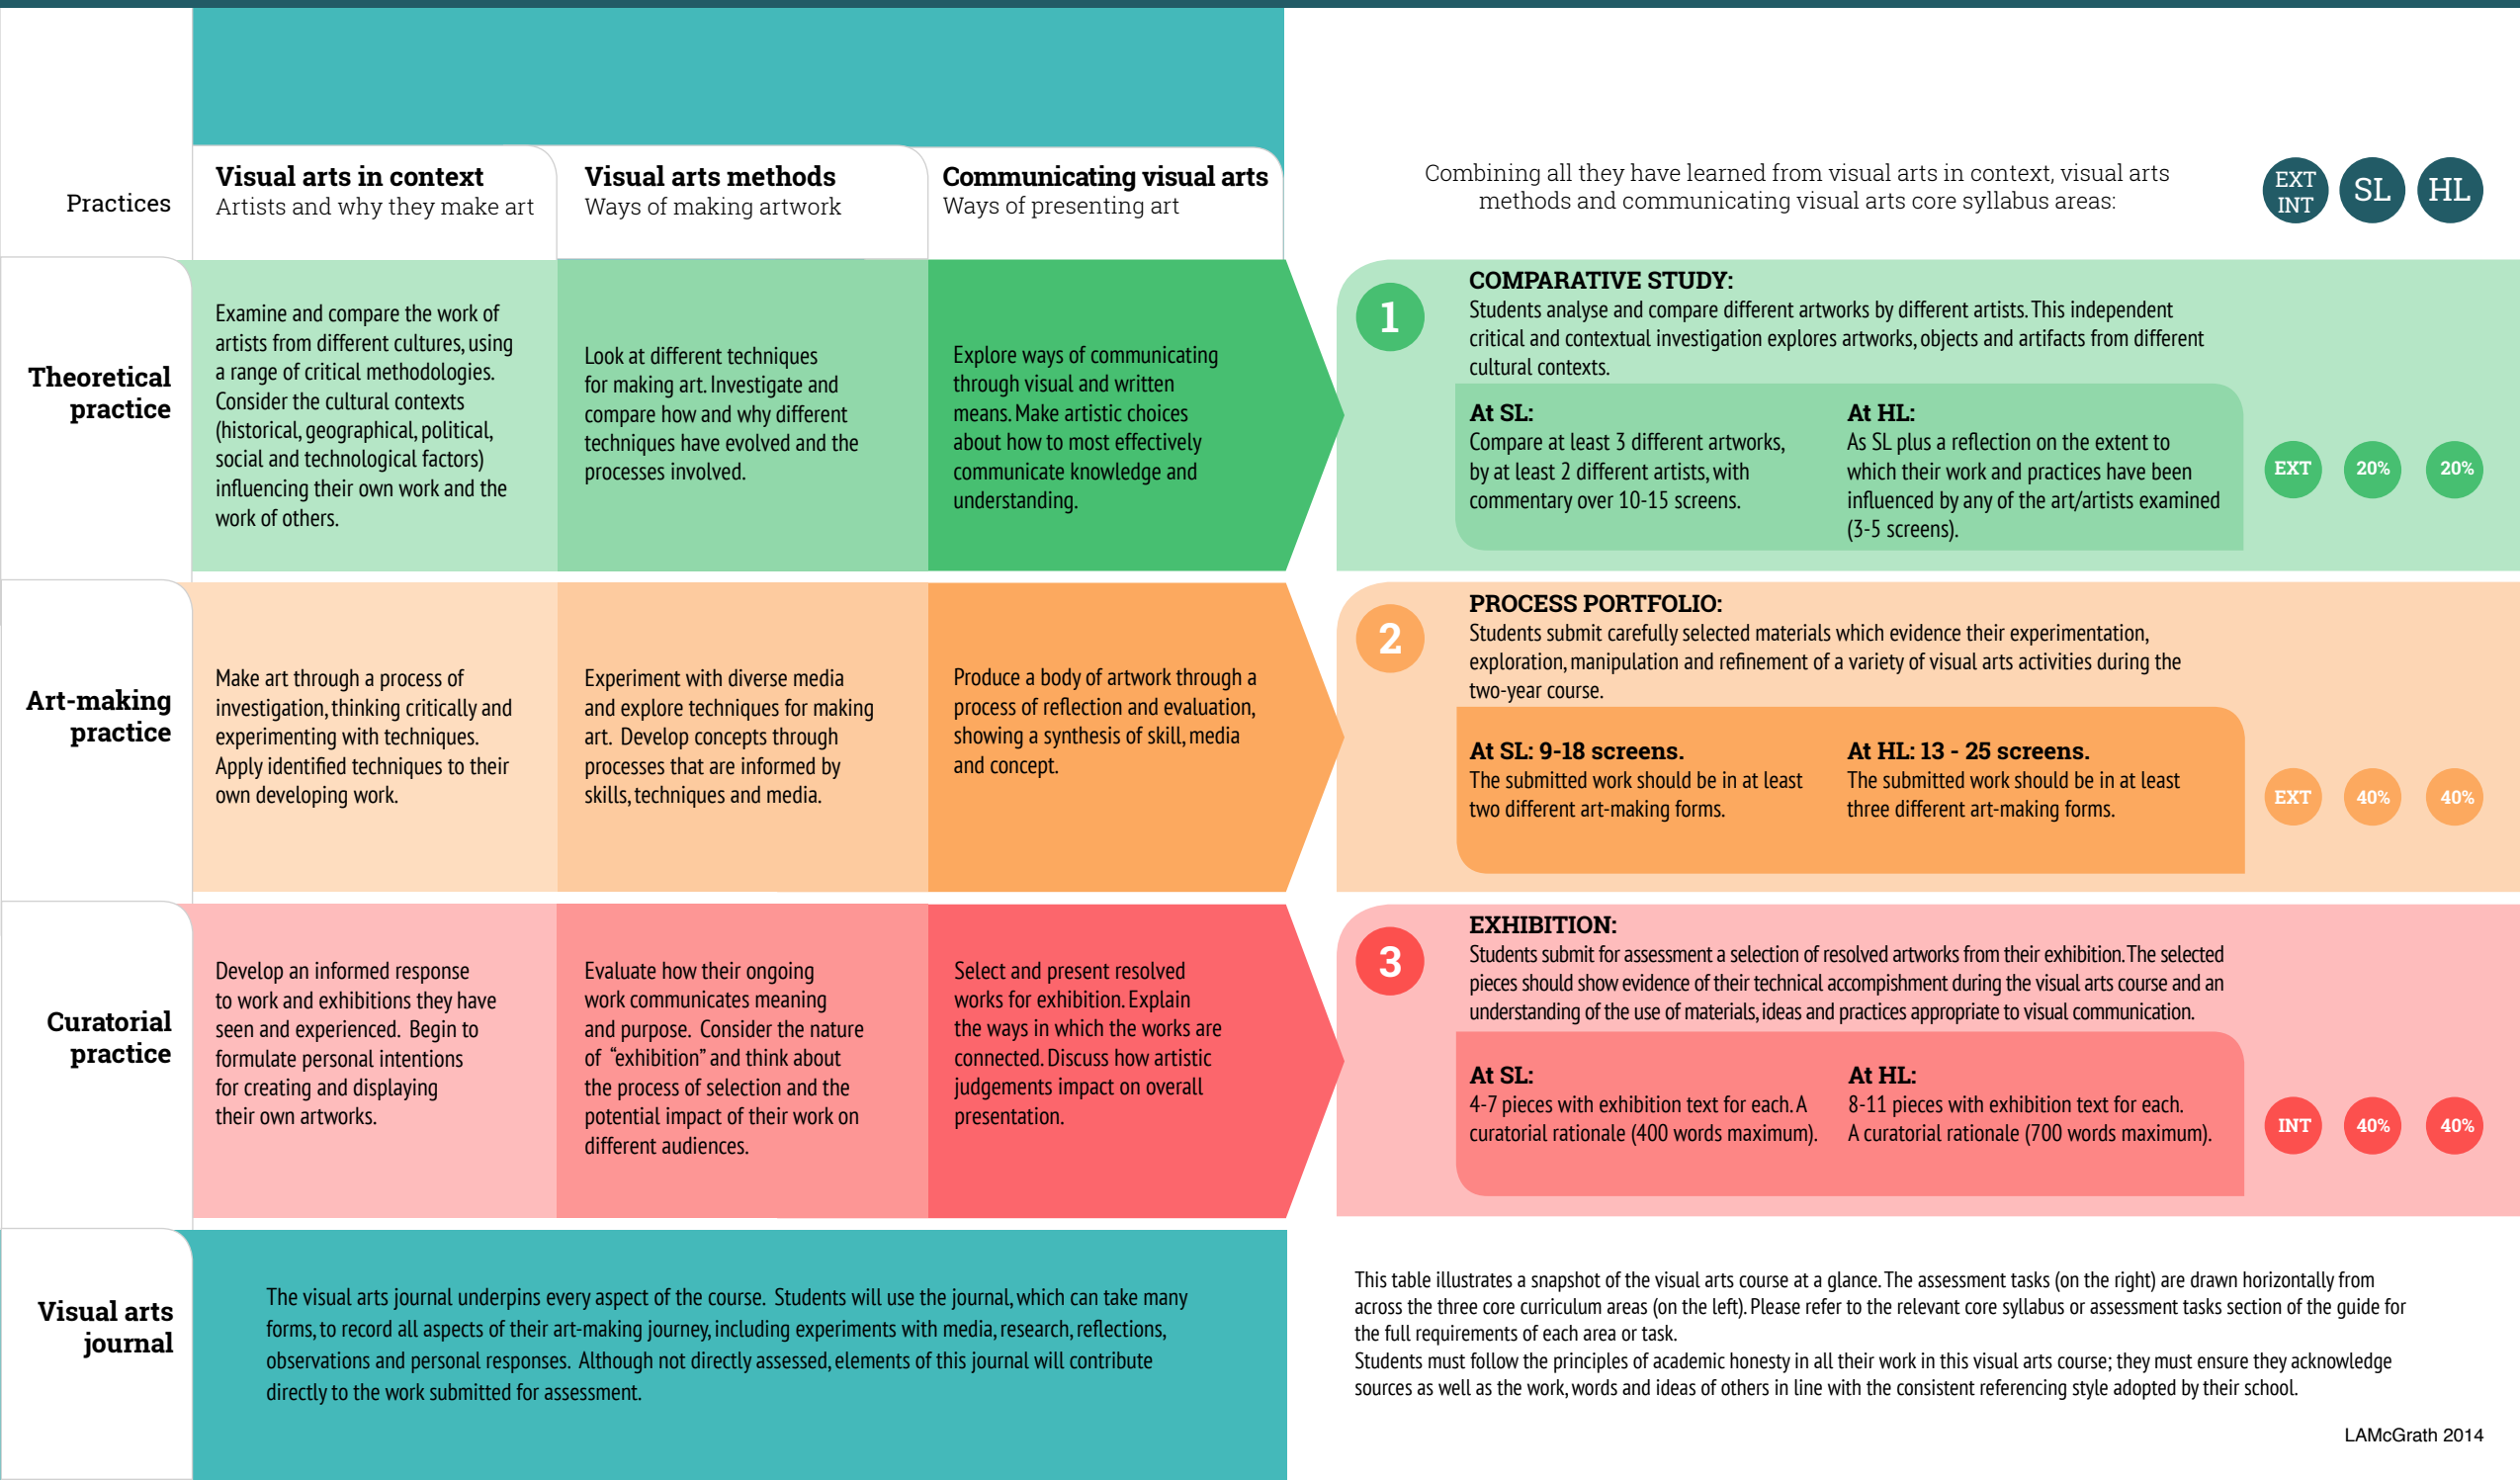 Practices
Visual arts in context
Artists and why they make art
Visual arts methods
Ways of making artwork
Communicating visual arts
Ways of presenting art
Combining all they have learned from visual arts in context, visual arts
methods and communicating visual arts core syllabus areas:
EXT
INT
SL
HL
Theoretical
practice
Examine and compare the work of
artists from different cultures, using
a range of critical methodologies.
Consider the cultural contexts
(historical, geographical, political,
social and technological factors)
influencing their own work and the
work of others.
Look at different techniques
for making art. Investigate and
compare how and why different
techniques have evolved and the
processes involved.
Explore ways of communicating
through visual and written
means. Make artistic choices
about how to most effectively
communicate knowledge and
understanding.
1
COMPARATIVE STUDY:
Students analyse and compare different artworks by different artists. This independent
critical and contextual investigation explores artworks, objects and artifacts from different
cultural contexts.
At SL:
Compare at least 3 different artworks,
by at least 2 different artists, with
commentary over 10-15 screens.
At HL:
As SL plus a reflection on the extent to
which their work and practices have been
influenced by any of the art/artists examined
(3-5 screens).
EXT
20%
20%
Art-making
practice
Make art through a process of
investigation, thinking critically and
experimenting with techniques.
Apply identified techniques to their
own developing work.
Experiment with diverse media
and explore techniques for making
art. Develop concepts through
processes that are informed by
skills, techniques and media.
Produce a body of artwork through a
process of reflection and evaluation,
showing a synthesis of skill, media
and concept.
2
PROCESS PORTFOLIO:
Students submit carefully selected materials which evidence their experimentation,
exploration, manipulation and refinement of a variety of visual arts activities during the
two-year course.
At SL: 9-18 screens.
The submitted work should be in at least
two different art-making forms.
At HL: 13 - 25 screens.
The submitted work should be in at least
three different art-making forms.
EXT
40%
40%
Curatorial
practice
Develop an informed response
to work and exhibitions they have
seen and experienced. Begin to
formulate personal intentions
for creating and displaying
their own artworks.
Evaluate how their ongoing
work communicates meaning
and purpose. Consider the nature
of “exhibition” and think about
the process of selection and the
potential impact of their work on
different audiences.
Select and present resolved
works for exhibition. Explain
the ways in which the works are
connected. Discuss how artistic
judgements impact on overall
presentation.
3
EXHIBITION:
Students submit for assessment a selection of resolved artworks from their exhibition. The selected
pieces should show evidence of their technical accompishment during the visual arts course and an
understanding of the use of materials, ideas and practices appropriate to visual communication.
At SL:
4-7 pieces with exhibition text for each. A
curatorial rationale (400 words maximum).
At HL:
8-11 pieces with exhibition text for each.
A curatorial rationale (700 words maximum).
INT
40%
40%
Visual arts
journal
The visual arts journal underpins every aspect of the course. Students will use the journal, which can take many
forms, to record all aspects of their art-making journey, including experiments with media, research, reflections,
observations and personal responses. Although not directly assessed, elements of this journal will contribute
directly to the work submitted for assessment.
This table illustrates a snapshot of the visual arts course at a glance. The assessment tasks (on the right) are drawn horizontally from
across the three core curriculum areas (on the left). Please refer to the relevant core syllabus or assessment tasks section of the guide for
the full requirements of each area or task.
Students must follow the principles of academic honesty in all their work in this visual arts course; they must ensure they acknowledge
sources as well as the work, words and ideas of others in line with the consistent referencing style adopted by their school.
LAMcGrath 2014